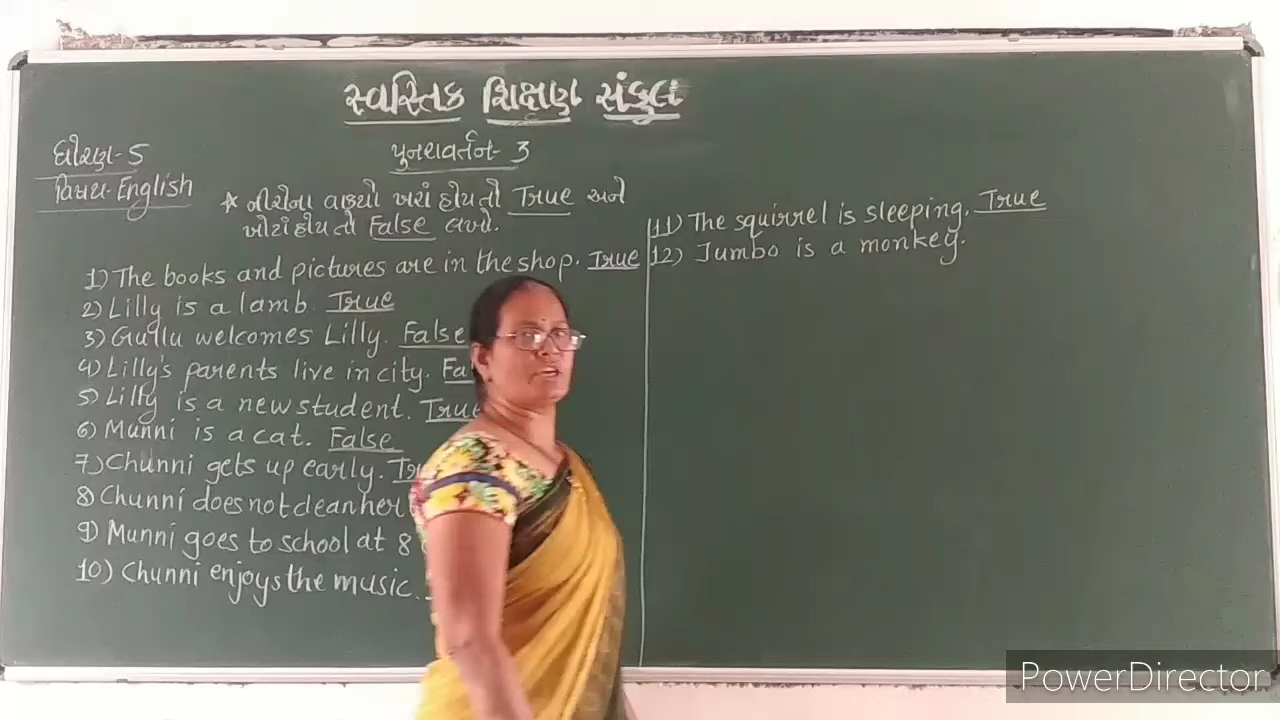 સ્વસ્તિક શિક્ષણ સંકુલ
ધોરણ-5
પુનરાવર્તન- 3
વિષય- English
* નીચેના વાક્યો ખરાં હોય તો True અને
ખોટાં હોય તો False લખો.
1) The books and pictures are in the shop. True
2) Lilly is a lamb. True
3) Gullu welcomes Lilly. False
4) Lilly's parents live in city. Fa
5) Lilly is a new student. True
6) Munni is a cat. False
7) Chunni gets up early. Tr
8) Chunni does not clean her
9) Munni goes to school at 8
10) Chunni enjoys the music.
11) The squirrel is sleeping. True
12) Jumbo is a monkey.
PowerDirector